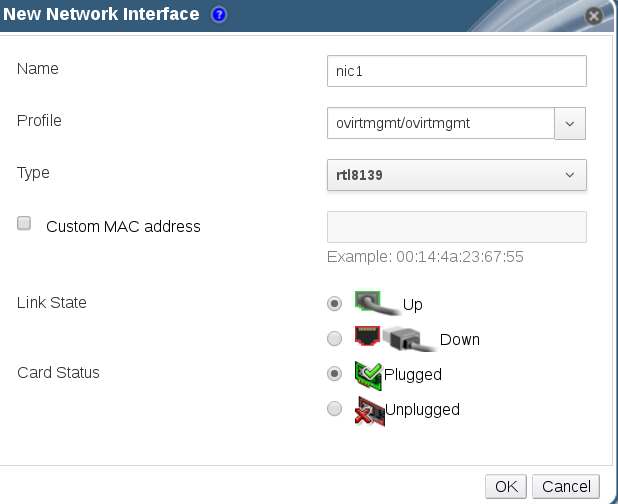 New Network Interface ?
Name
nic1
Profile
ovirtmgmt/ovirtmgmt
Type
rtl8139
Custom MAC address
Example: 00:14:4a:23:67:55
Link State
Up
Down
Card Status
Plugged
Unplugged
OK
Cancel